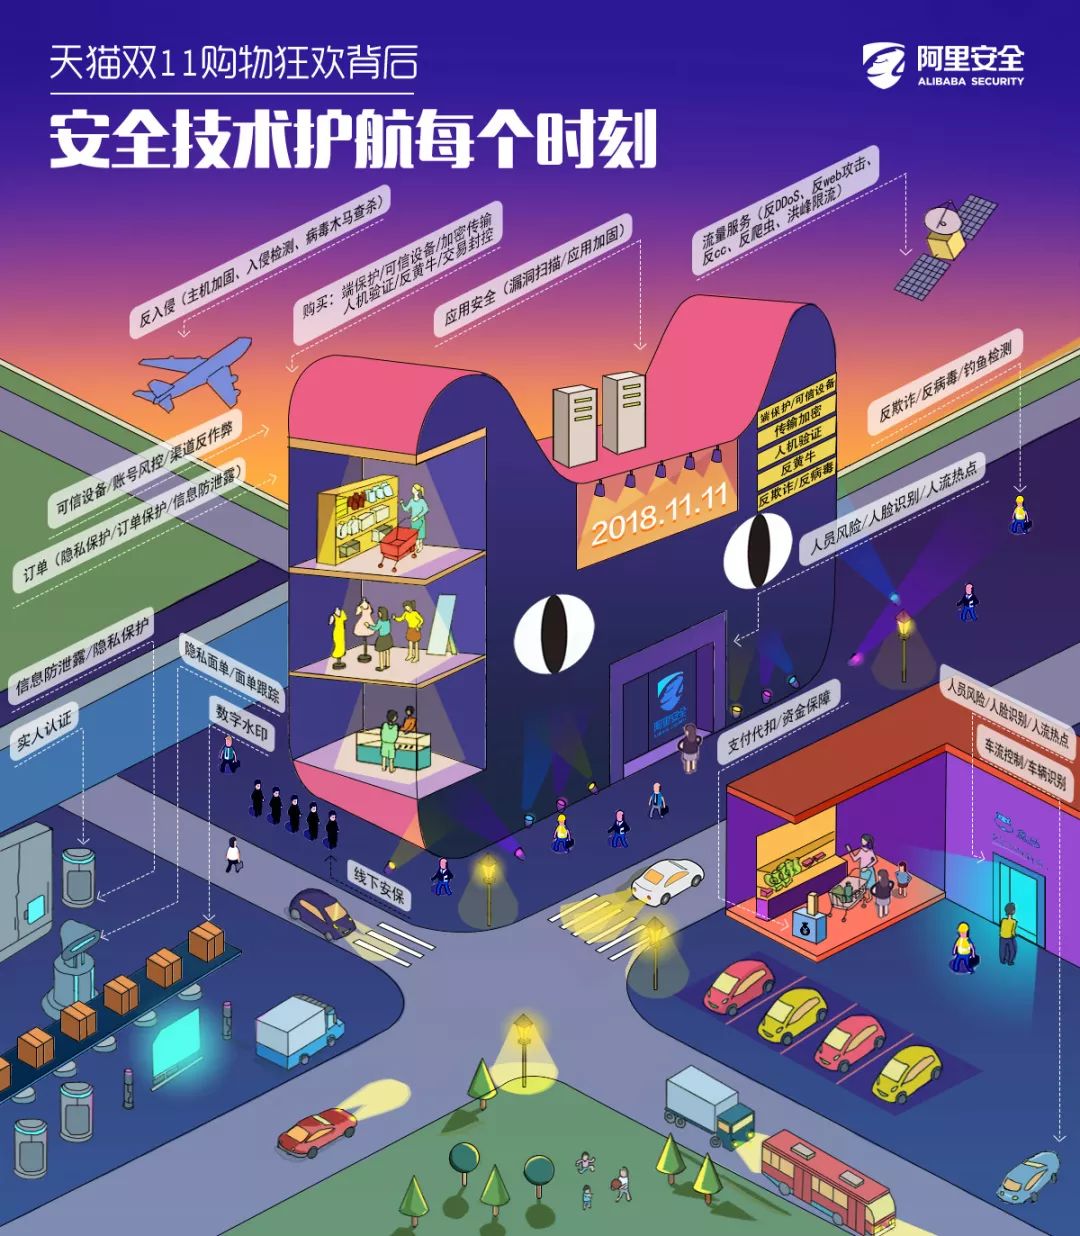 天猫双11购物狂欢背后
安全技术护航每个时刻
阿里安全
ALIBABA SECURITY
反入侵（主机加固、入侵检测、病毒木马查杀）
购买：端保护/可信设备/加密传输
人机验证/反黄牛/交易封控
应用安全（漏洞扫描/应用加固）
流量服务（反DDoS、反web攻击、
反cc、反爬虫、洪峰限流）
反欺诈/反病毒/钓鱼检测
可信设备/账号风控/渠道反作弊
订单（隐私保护/订单保护/信息防泄露）
端保护/可信设备
传输加密
人机验证
反黄牛
反欺诈/反病毒
2018.11.11
人员风险/人脸识别/人流热点
信息防泄露/隐私保护
实人认证
隐私面单/面单跟踪
数字水印
阿里安全
支付代扣/资金保障
人员风险/人脸识别/人流热点
车流控制/车辆识别
线下安保